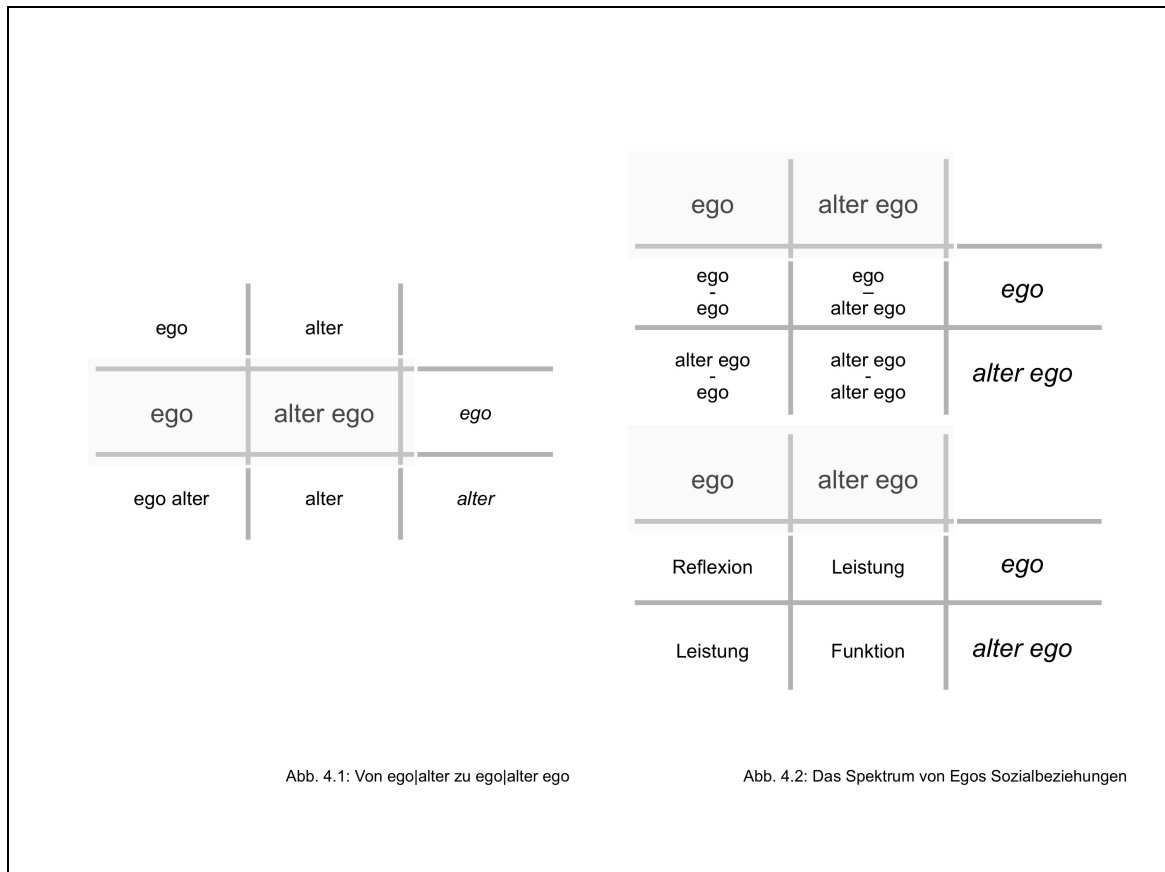 ego alter
ego alter ego ego
ego alter alter alter
Abb. 4.1: Von ego|alter zu ego|alter ego
ego alter ego
ego ego
- –
ego alter ego
ego
alter ego alter ego
- -
ego alter ego
alter ego
ego alter ego
Reflexion Leistung ego
Leistung Funktion alter ego
Abb. 4.2: Das Spektrum von Egos Sozialbeziehungen